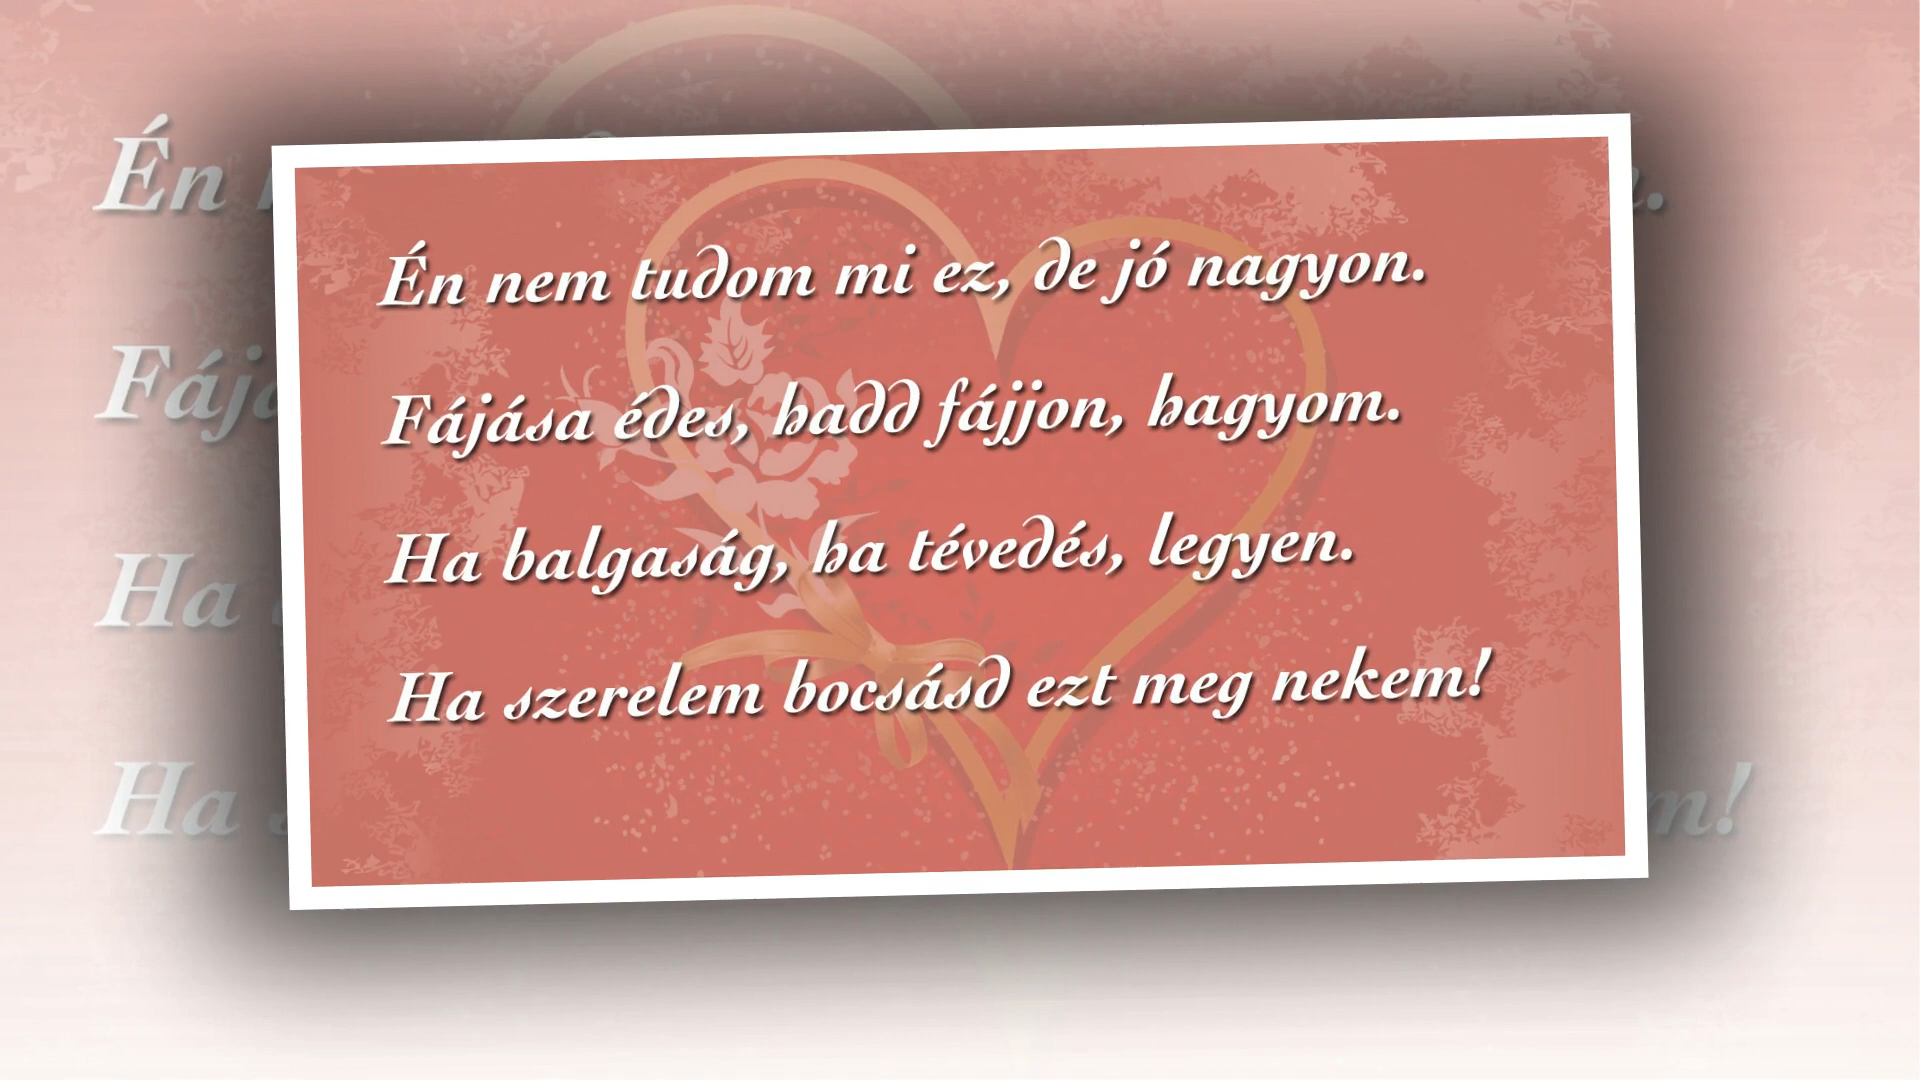 Én nem tudom mi ez, de jó nagyon.
Fájása édes, hadd fájjon, hagyom.
Ha balgaság, ha tévedés, legyen.
Ha szerelem bocsásd ezt meg nekem!